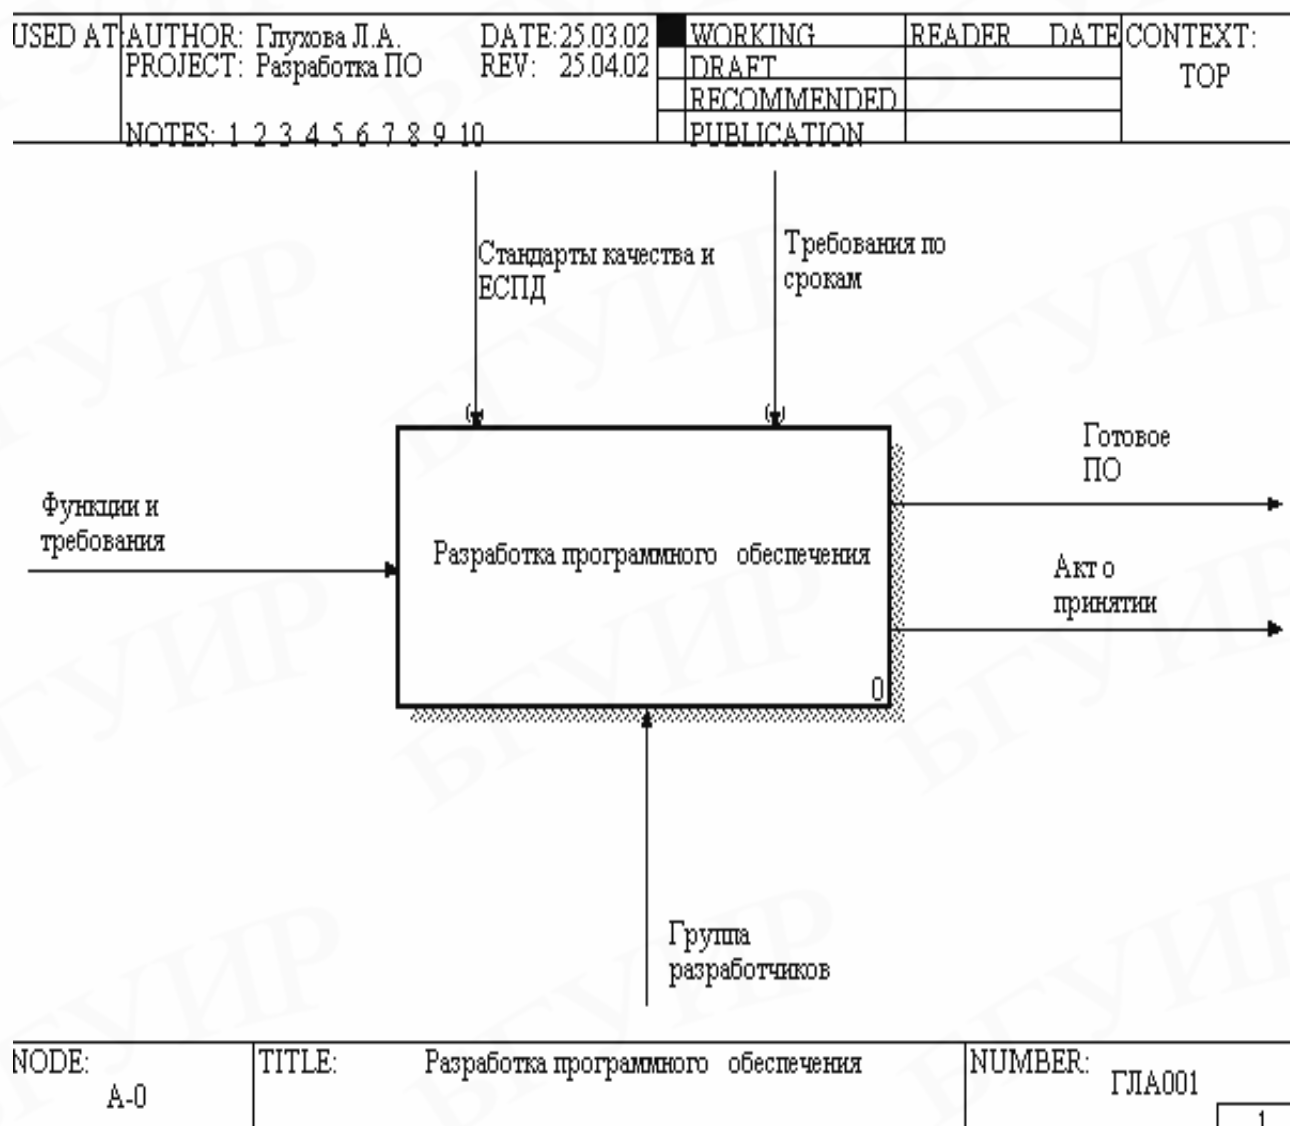 USED AT: AUTHOR: Глухова Л.А. DATE: 25.03.02 WORKING READER DATE CONTEXT:
PROJECT: Разработка ПО REV: 25.04.02 DRAFT TOP
RECOMMENDED
NOTES: 1 2 3 4 5 6 7 8 9 10 PUBLICATION
Стандарты качества и
ЕСПД
Требования по
срокам
Готовое
ПО
Функции и
требования
Разработка программного обеспечения
Акт о
принятии
0
Группа
разработчиков
NODE: TITLE: Разработка программного обеспечения NUMBER:
A-0 ГЛА001
1
БГУИР